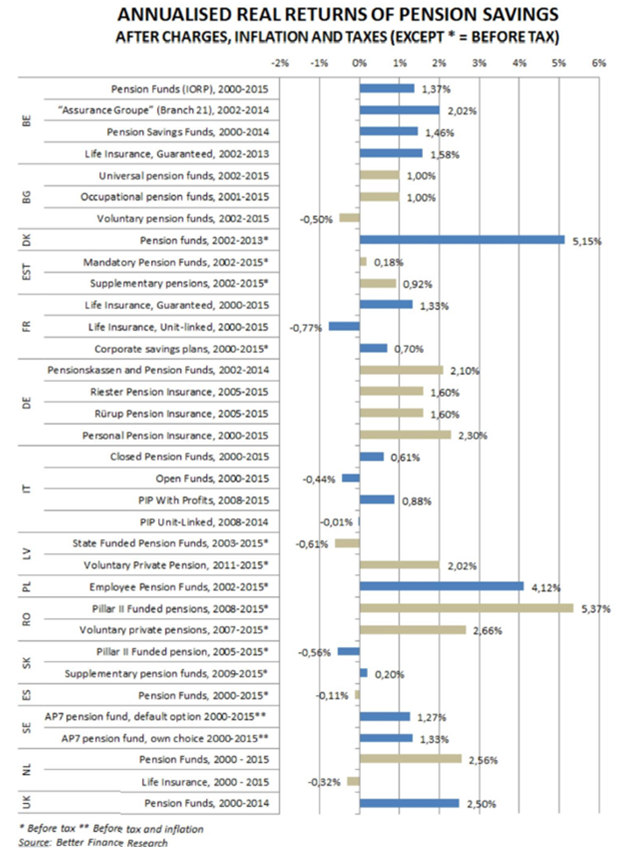 ANNUALISED REAL RETURNS OF PENSION SAVINGS
AFTER CHARGES, INFLATION AND TAXES (EXCEPT * = BEFORE TAX)
-2% -1% 0% 1% 2% 3% 4% 5% 6%
BE
Pension Funds (IORP), 2000-2015 1,37%
"Assurance Groupe" (Branch 21), 2002-2014 2,02%
Pension Savings Funds, 2000-2014 1,46%
Life Insurance, Guaranteed, 2002-2013 1,58%
BG
Universal pension funds, 2002-2015 1,00%
Occupational pension funds, 2001-2015 1,00%
Voluntary pension funds, 2002-2015 -0,50%
DK
Pension funds, 2002-2013* 5,15%
EST
Mandatory Pension Funds, 2002-2015* 0,18%
Supplementary pensions, 2002-2015* 0,92%
FR
Life Insurance, Guaranteed, 2000-2015 1,33%
Life Insurance, Unit-linked, 2000-2015 -0,77%
Corporate savings plans, 2000-2015* 0,70%
DE
Pensionskassen and Pension Funds, 2002-2014 2,10%
Riester Pension Insurance, 2005-2015 1,60%
Rürup Pension Insurance, 2005-2015 1,60%
Personal Pension Insurance, 2000-2015 2,30%
IT
Closed Pension Funds, 2000-2015 0,61%
Open Funds, 2000-2015 -0,44%
PIP With Profits, 2008-2015 0,88%
PIP Unit-Linked, 2008-2014 -0,01%
LV
State Funded Pension Funds, 2003-2015* -0,61%
Voluntary Private Pension, 2011-2015* 2,02%
PL
Employee Pension Funds, 2002-2015* 4,12%
RO
Pillar II Funded pensions, 2008-2015* 5,37%
Voluntary private pensions, 2007-2015* 2,66%
SK
Pillar II Funded pension, 2005-2015* -0,56%
Supplementary pension funds, 2009-2015* 0,20%
ES
Pension Funds, 2000-2015* -0,11%
SE
AP7 pension fund, default option 2000-2015** 1,27%
AP7 pension fund, own choice 2000-2015** 1,33%
NL
Pension Funds, 2000 - 2015 2,56%
Life Insurance, 2000 - 2015 -0,32%
UK
Pension Funds, 2000-2014 2,50%
* Before tax ** Before tax and inflation
Source: Better Finance Research